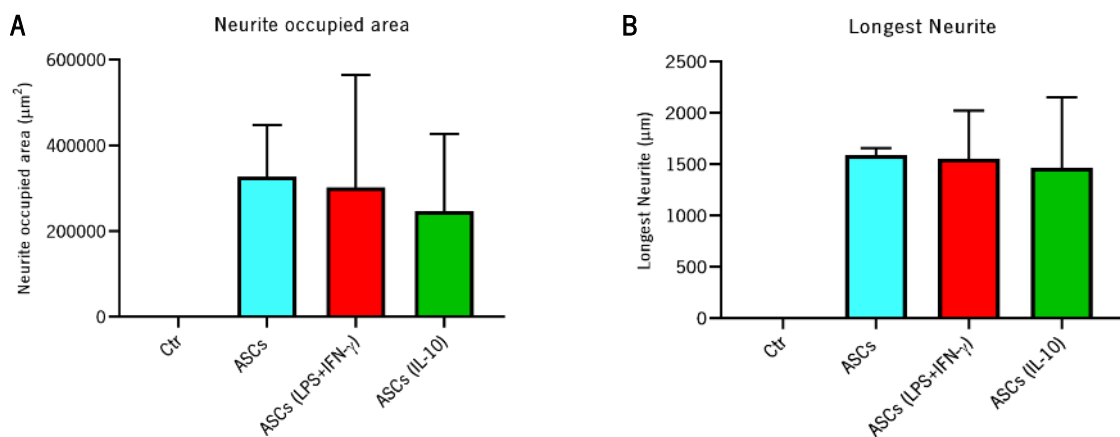 A
Neurite occupied area
Neurite occupied area (µm²)
600000
400000
200000
0
Ctr
ASCs
ASCs (LPS+IFN-γ)
ASCs (IL-10)
B
Longest Neurite
Longest Neurite (µm)
2500
2000
1500
1000
500
0
Ctr
ASCs
ASCs (LPS+IFN-γ)
ASCs (IL-10)